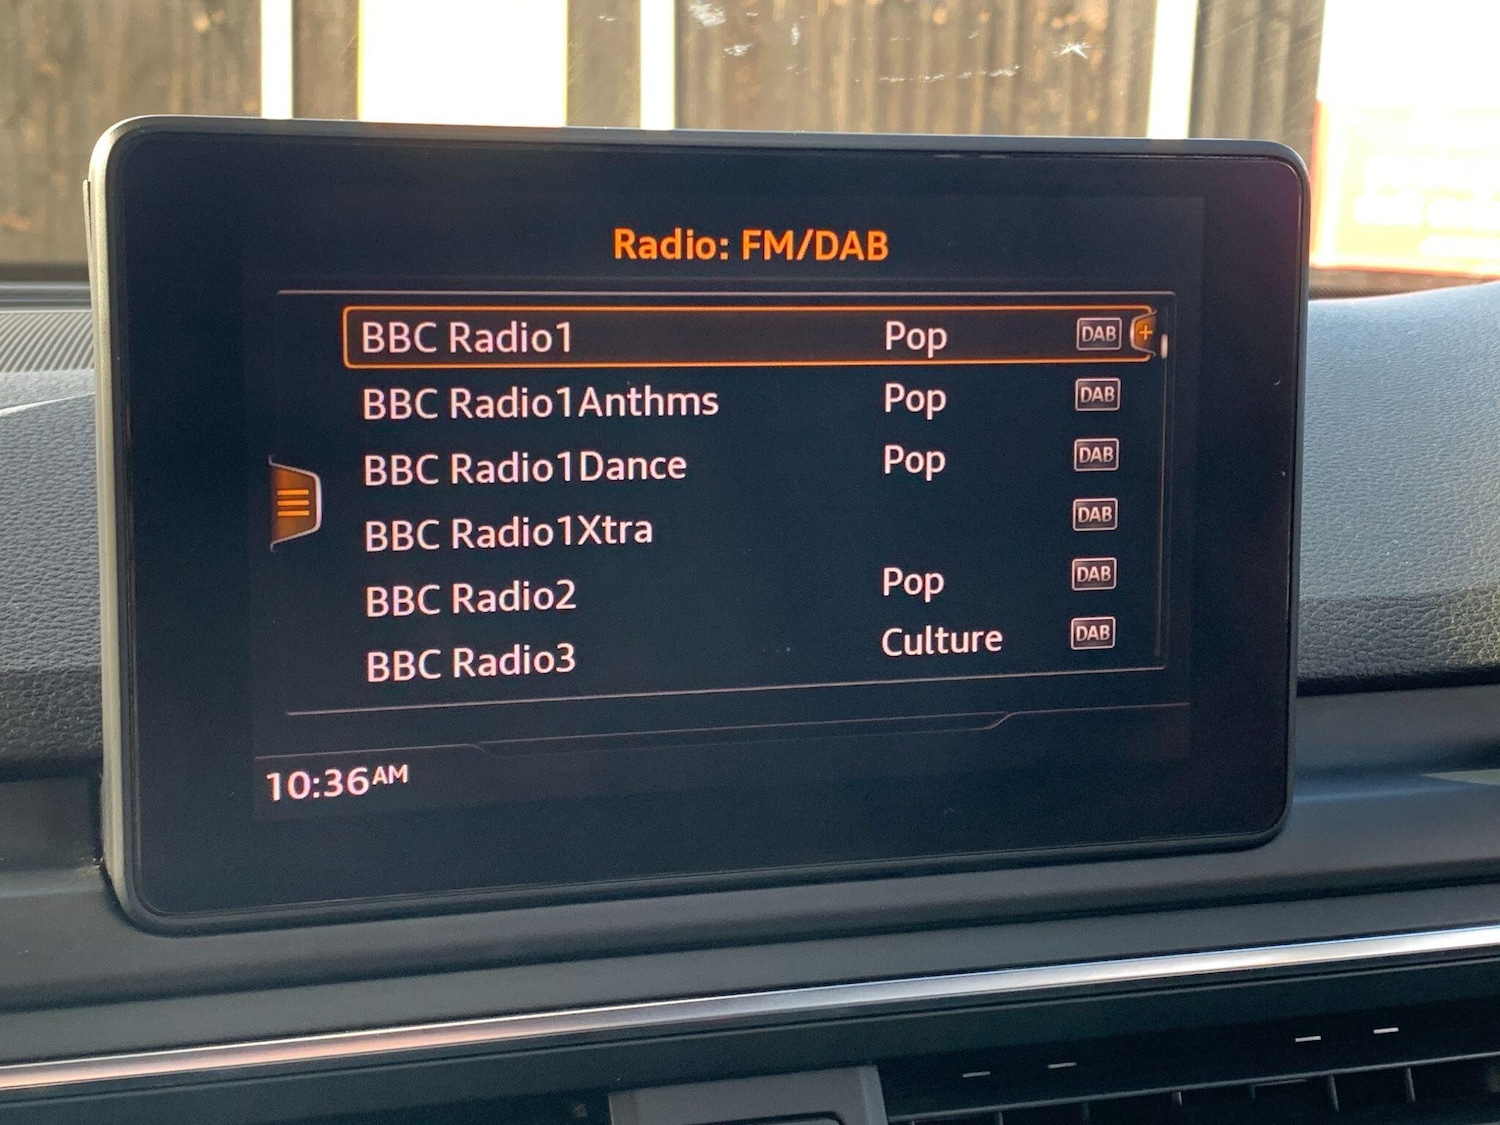 Radio: FM/DAB
BBC Radio1 Pop DAB +
BBC Radio1Anthms Pop DAB
BBC Radio1Dance Pop DAB
BBC Radio1Xtra DAB
BBC Radio2 Pop DAB
BBC Radio3 Culture DAB
10:36AM